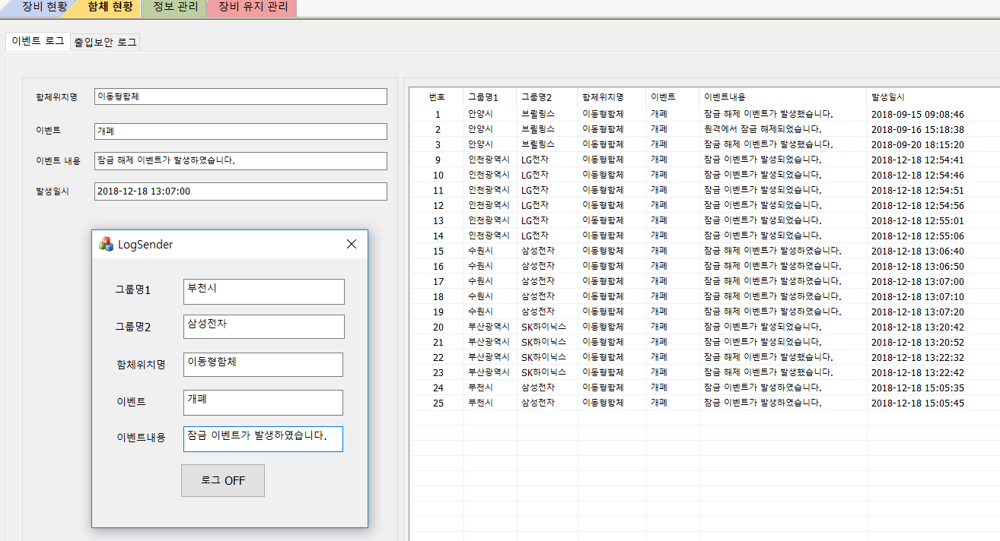 장비 현황 함체 현황 정보 관리 장비 유지 관리
이벤트 로그 출입보안 로그
함체위치명 이동형함체
이벤트 개폐
이벤트 내용 잠금 해제 이벤트가 발생하였습니다.
발생일시 2018-12-18 13:07:00
LogSender
그룹명1 부천시
그룹명2 삼성전자
함체위치명 이동형함체
이벤트 개폐
이벤트내용 잠금 이벤트가 발생하였습니다.
로그 OFF
번호 그룹명1 그룹명2 함체위치명 이벤트 이벤트내용 발생일시
1 안양시 브릴링스 이동형함체 개폐 잠금 해제 이벤트가 발생했습니다. 2018-09-15 09:08:46
2 안양시 브릴링스 이동형함체 개폐 원격에서 잠금 해제되었습니다. 2018-09-16 15:18:38
3 안양시 브릴링스 이동형함체 개폐 잠금 해제 이벤트가 발생했습니다. 2018-09-20 18:15:20
9 인천광역시 LG전자 이동형함체 개폐 잠금 이벤트가 발생되었습니다. 2018-12-18 12:54:41
10 인천광역시 LG전자 이동형함체 개폐 잠금 이벤트가 발생되었습니다. 2018-12-18 12:54:46
11 인천광역시 LG전자 이동형함체 개폐 잠금 이벤트가 발생되었습니다. 2018-12-18 12:54:51
12 인천광역시 LG전자 이동형함체 개폐 잠금 이벤트가 발생되었습니다. 2018-12-18 12:54:56
13 인천광역시 LG전자 이동형함체 개폐 잠금 이벤트가 발생되었습니다. 2018-12-18 12:55:01
14 인천광역시 LG전자 이동형함체 개폐 잠금 이벤트가 발생되었습니다. 2018-12-18 12:55:06
15 수원시 삼성전자 이동형함체 개폐 잠금 해제 이벤트가 발생하였습니다. 2018-12-18 13:06:40
16 수원시 삼성전자 이동형함체 개폐 잠금 해제 이벤트가 발생하였습니다. 2018-12-18 13:06:50
17 수원시 삼성전자 이동형함체 개폐 잠금 해제 이벤트가 발생하였습니다. 2018-12-18 13:07:00
18 수원시 삼성전자 이동형함체 개폐 잠금 해제 이벤트가 발생하였습니다. 2018-12-18 13:07:10
19 수원시 삼성전자 이동형함체 개폐 잠금 해제 이벤트가 발생하였습니다. 2018-12-18 13:07:20
20 부산광역시 SK하이닉스 이동형함체 개폐 잠금 이벤트가 발생되었습니다. 2018-12-18 13:20:42
21 부산광역시 SK하이닉스 이동형함체 개폐 잠금 이벤트가 발생되었습니다. 2018-12-18 13:20:52
22 부산광역시 SK하이닉스 이동형함체 개폐 잠금 해제 이벤트가 발생했습니다. 2018-12-18 13:22:32
23 부산광역시 SK하이닉스 이동형함체 개폐 잠금 해제 이벤트가 발생했습니다. 2018-12-18 13:22:42
24 부천시 삼성전자 이동형함체 개폐 잠금 이벤트가 발생하였습니다. 2018-12-18 15:05:35
25 부천시 삼성전자 이동형함체 개폐 잠금 이벤트가 발생하였습니다. 2018-12-18 15:05:45